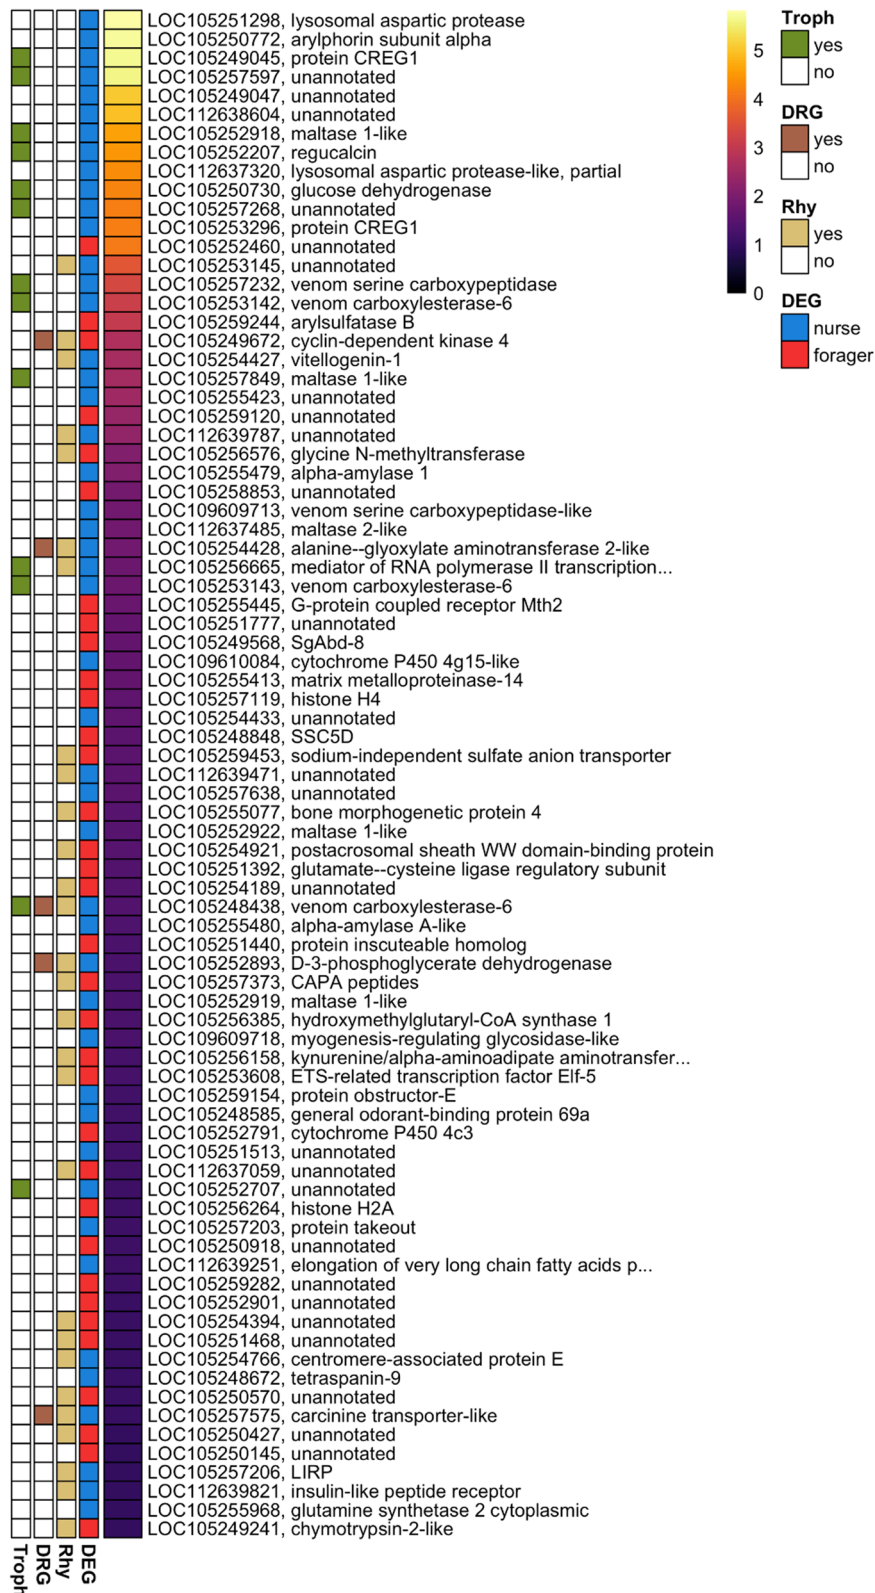 LOC105251298, lysosomal aspartic protease
LOC105250772, arylphorin subunit alpha
LOC105249045, protein CREG1
LOC105257597, unannotated
LOC105249047, unannotated
LOC112638604, unannotated
LOC105252918, maltase 1-like
LOC105252207, regucalcin
LOC112637320, lysosomal aspartic protease-like, partial
LOC105250730, glucose dehydrogenase
LOC105257268, unannotated
LOC105253296, protein CREG1
LOC105252460, unannotated
LOC105253145, unannotated
LOC105257232, venom serine carboxypeptidase
LOC105253142, venom carboxylesterase-6
LOC105259244, arylsulfatase B
LOC105249672, cyclin-dependent kinase 4
LOC105254427, vitellogenin-1
LOC105257849, maltase 1-like
LOC105255423, unannotated
LOC105259120, unannotated
LOC112639787, unannotated
LOC105256576, glycine N-methyltransferase
LOC105255479, alpha-amylase 1
LOC105258853, unannotated
LOC109609713, venom serine carboxypeptidase-like
LOC112637485, maltase 2-like
LOC105254428, alanine--glyoxylate aminotransferase 2-like
LOC105256665, mediator of RNA polymerase II transcription...
LOC105253143, venom carboxylesterase-6
LOC105255445, G-protein coupled receptor Mth2
LOC105251777, unannotated
LOC105249568, SgAbd-8
LOC109610084, cytochrome P450 4g15-like
LOC105255413, matrix metalloproteinase-14
LOC105257119, histone H4
LOC105254433, unannotated
LOC105248848, SSC5D
LOC105259453, sodium-independent sulfate anion transporter
LOC112639471, unannotated
LOC105257638, unannotated
LOC105255077, bone morphogenetic protein 4
LOC105252922, maltase 1-like
LOC105254921, postacrosomal sheath WW domain-binding protein
LOC105251392, glutamate--cysteine ligase regulatory subunit
LOC105254189, unannotated
LOC105248438, venom carboxylesterase-6
LOC105255480, alpha-amylase A-like
LOC105251440, protein inscuteable homolog
LOC105252893, D-3-phosphoglycerate dehydrogenase
LOC105257373, CAPA peptides
LOC105252919, maltase 1-like
LOC105256385, hydroxymethylglutaryl-CoA synthase 1
LOC109609718, myogenesis-regulating glycosidase-like
LOC105256158, kynurenine/alpha-aminoadipate aminotransfer...
LOC105253608, ETS-related transcription factor Elf-5
LOC105259154, protein obstructor-E
LOC105248585, general odorant-binding protein 69a
LOC105252791, cytochrome P450 4c3
LOC105251513, unannotated
LOC112637059, unannotated
LOC105252707, unannotated
LOC105256264, histone H2A
LOC105257203, protein takeout
LOC105250918, unannotated
LOC112639251, elongation of very long chain fatty acids p...
LOC105259282, unannotated
LOC105252901, unannotated
LOC105254394, unannotated
LOC105251468, unannotated
LOC105254766, centromere-associated protein E
LOC105248672, tetraspanin-9
LOC105250570, unannotated
LOC105257575, carcinine transporter-like
LOC105250427, unannotated
LOC105250145, unannotated
LOC105257206, LIRP
LOC112639821, insulin-like peptide receptor
LOC105255968, glutamine synthetase 2 cytoplasmic
LOC105249241, chymotrypsin-2-like
Troph
DRG
Rhy
DEG
5
4
3
2
1
0
Troph
yes
no
DRG
yes
no
Rhy
yes
no
DEG
nurse
forager